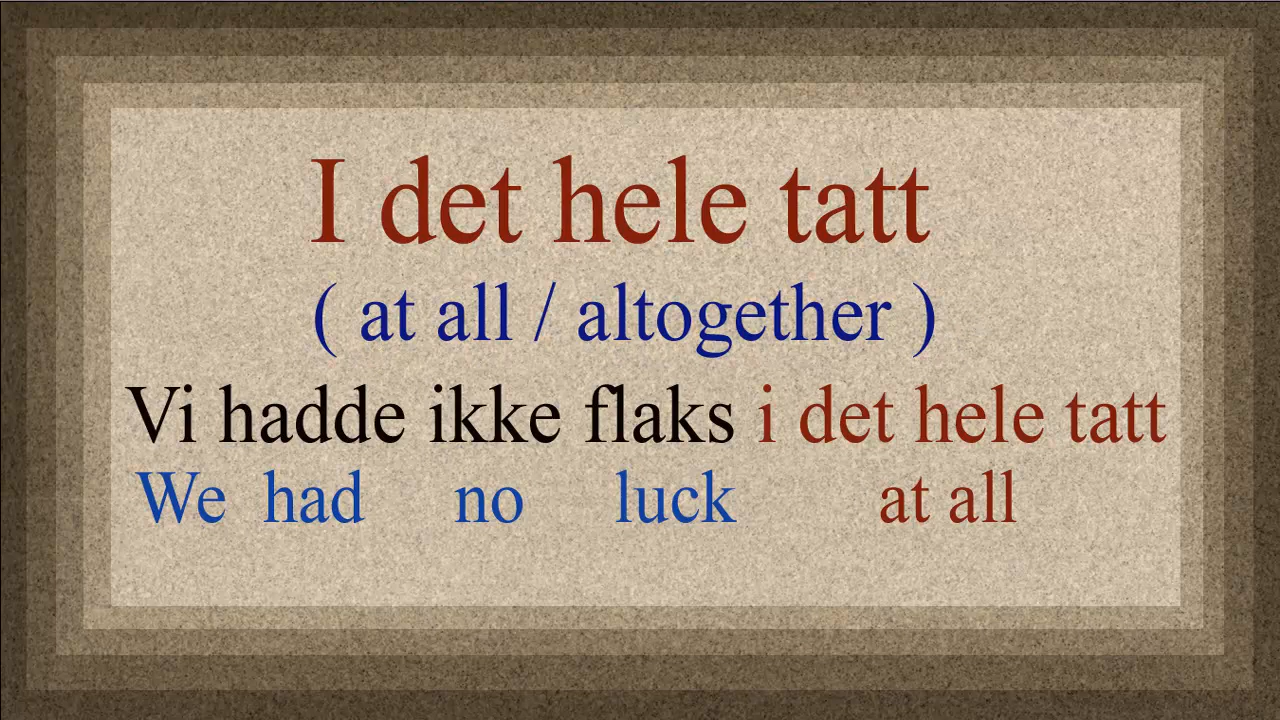 I det hele tatt
( at all / altogether )
Vi hadde ikke flaks i det hele tatt
We had no luck at all